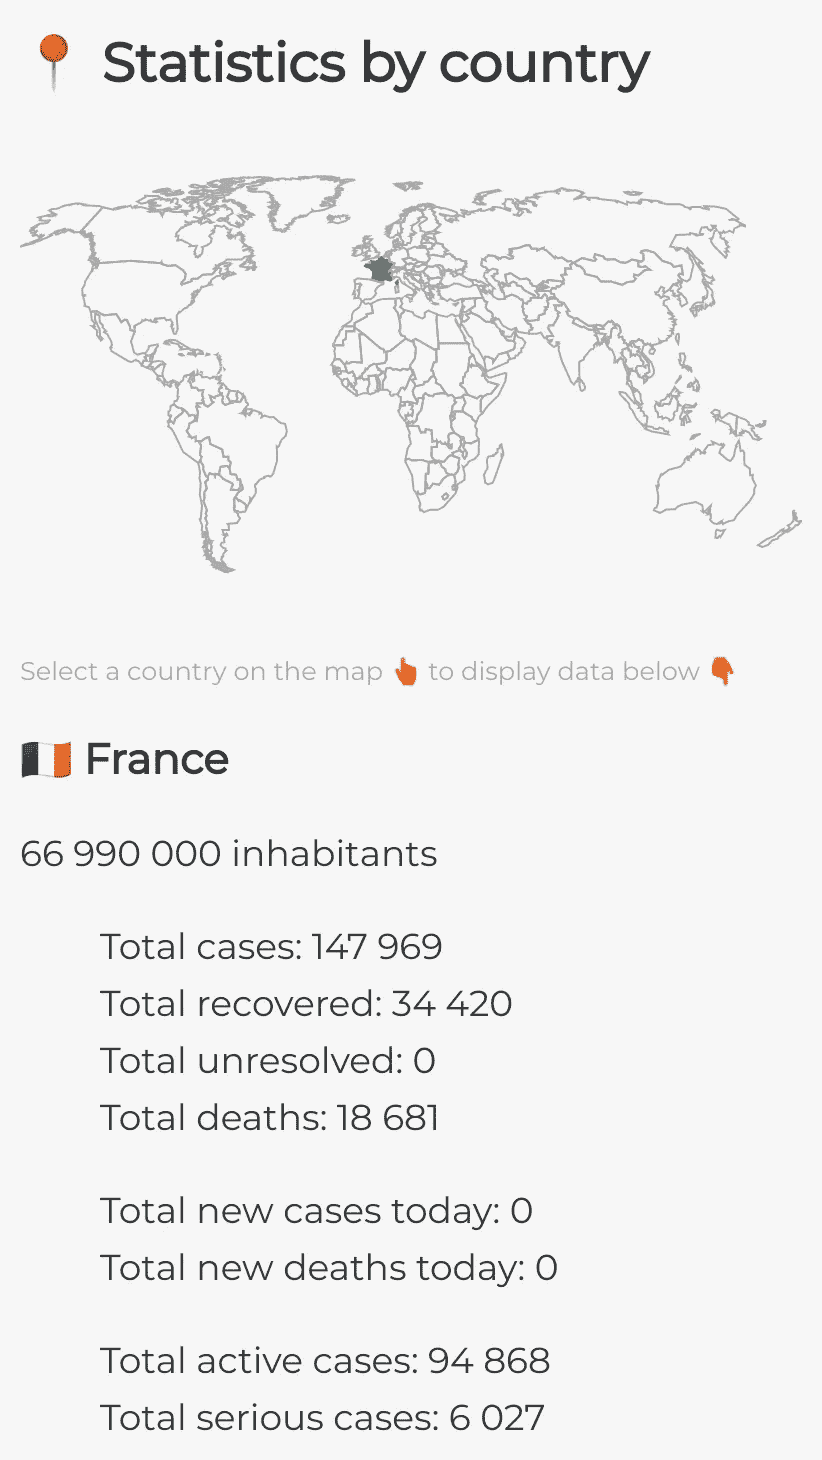 Statistics by country
Select a country on the map 👆 to display data below 👇
🇫🇷 France
66 990 000 inhabitants
Total cases: 147 969
Total recovered: 34 420
Total unresolved: 0
Total deaths: 18 681
Total new cases today: 0
Total new deaths today: 0
Total active cases: 94 868
Total serious cases: 6 027